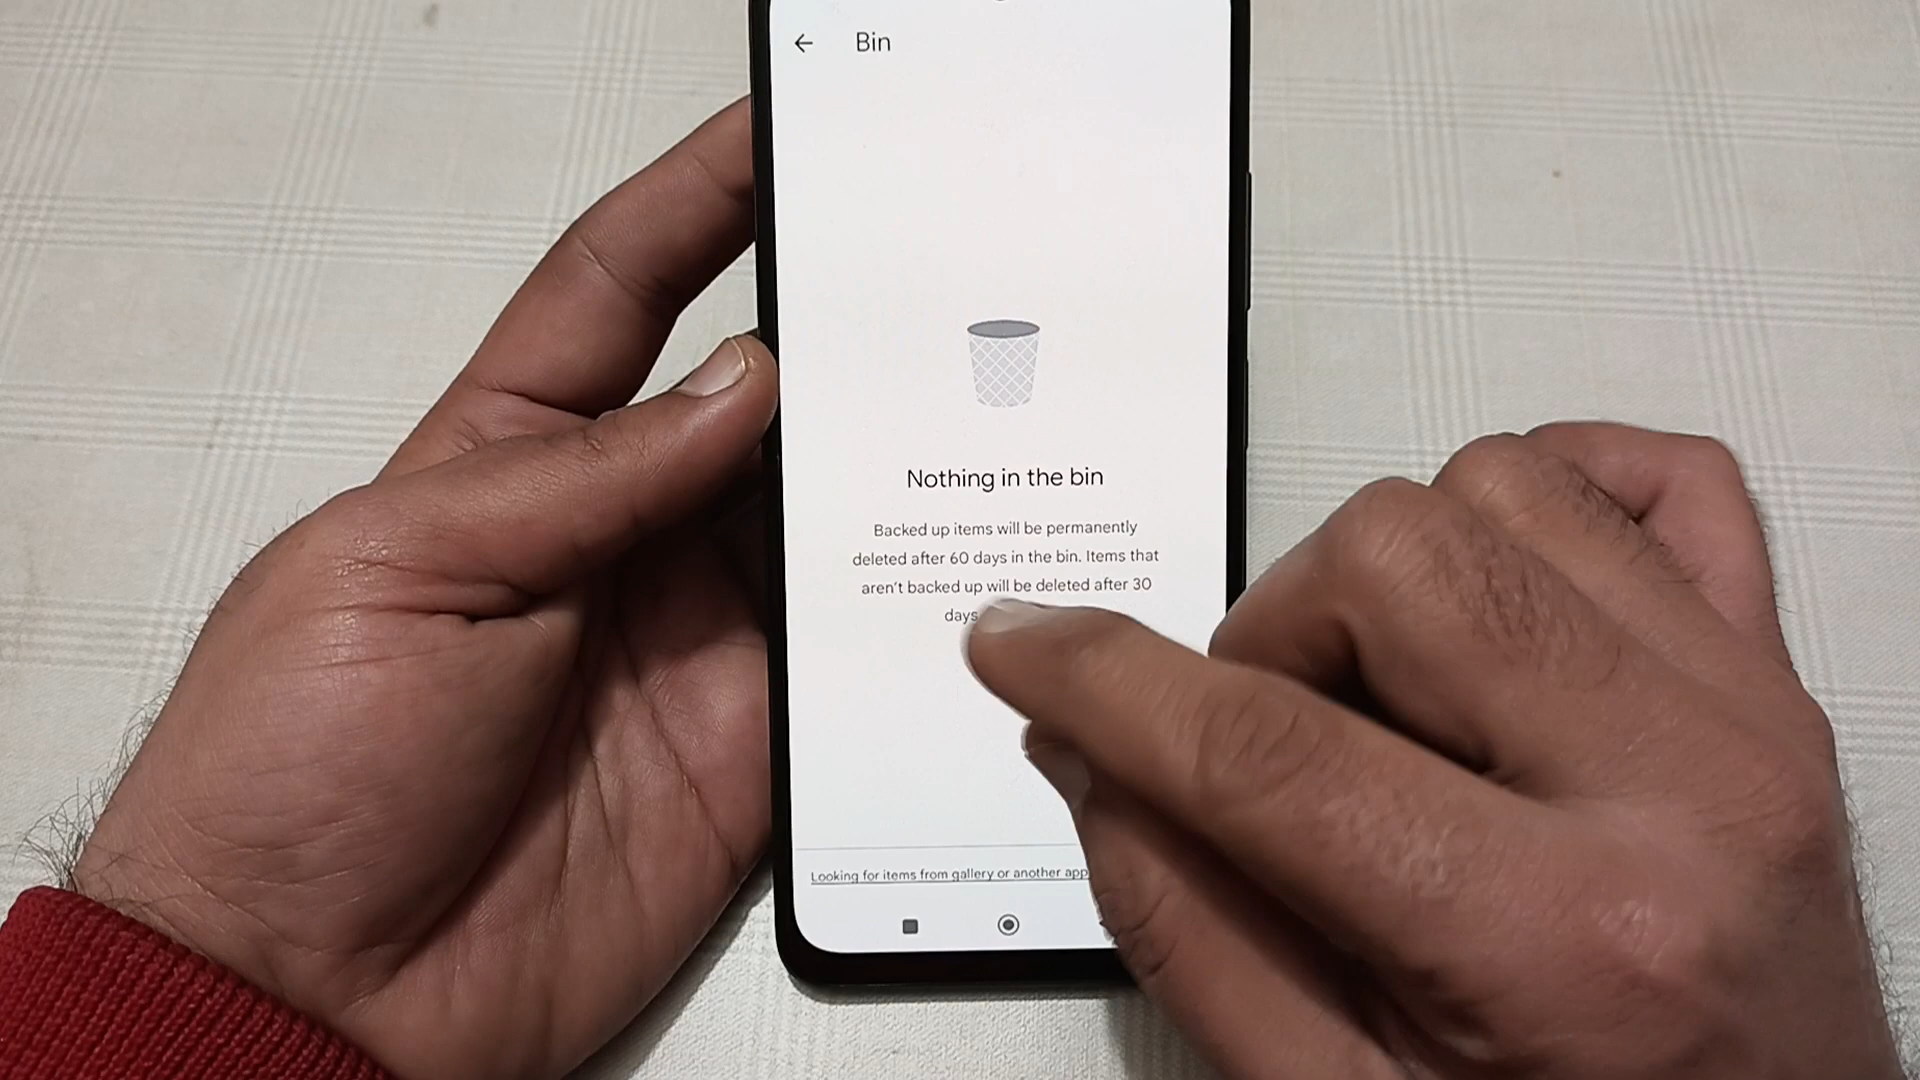 Bin
Nothing in the bin
Backed up items will be permanently
deleted after 60 days in the bin. Items that
aren't backed up will be deleted after 30
days
Looking for items from gallery or another app